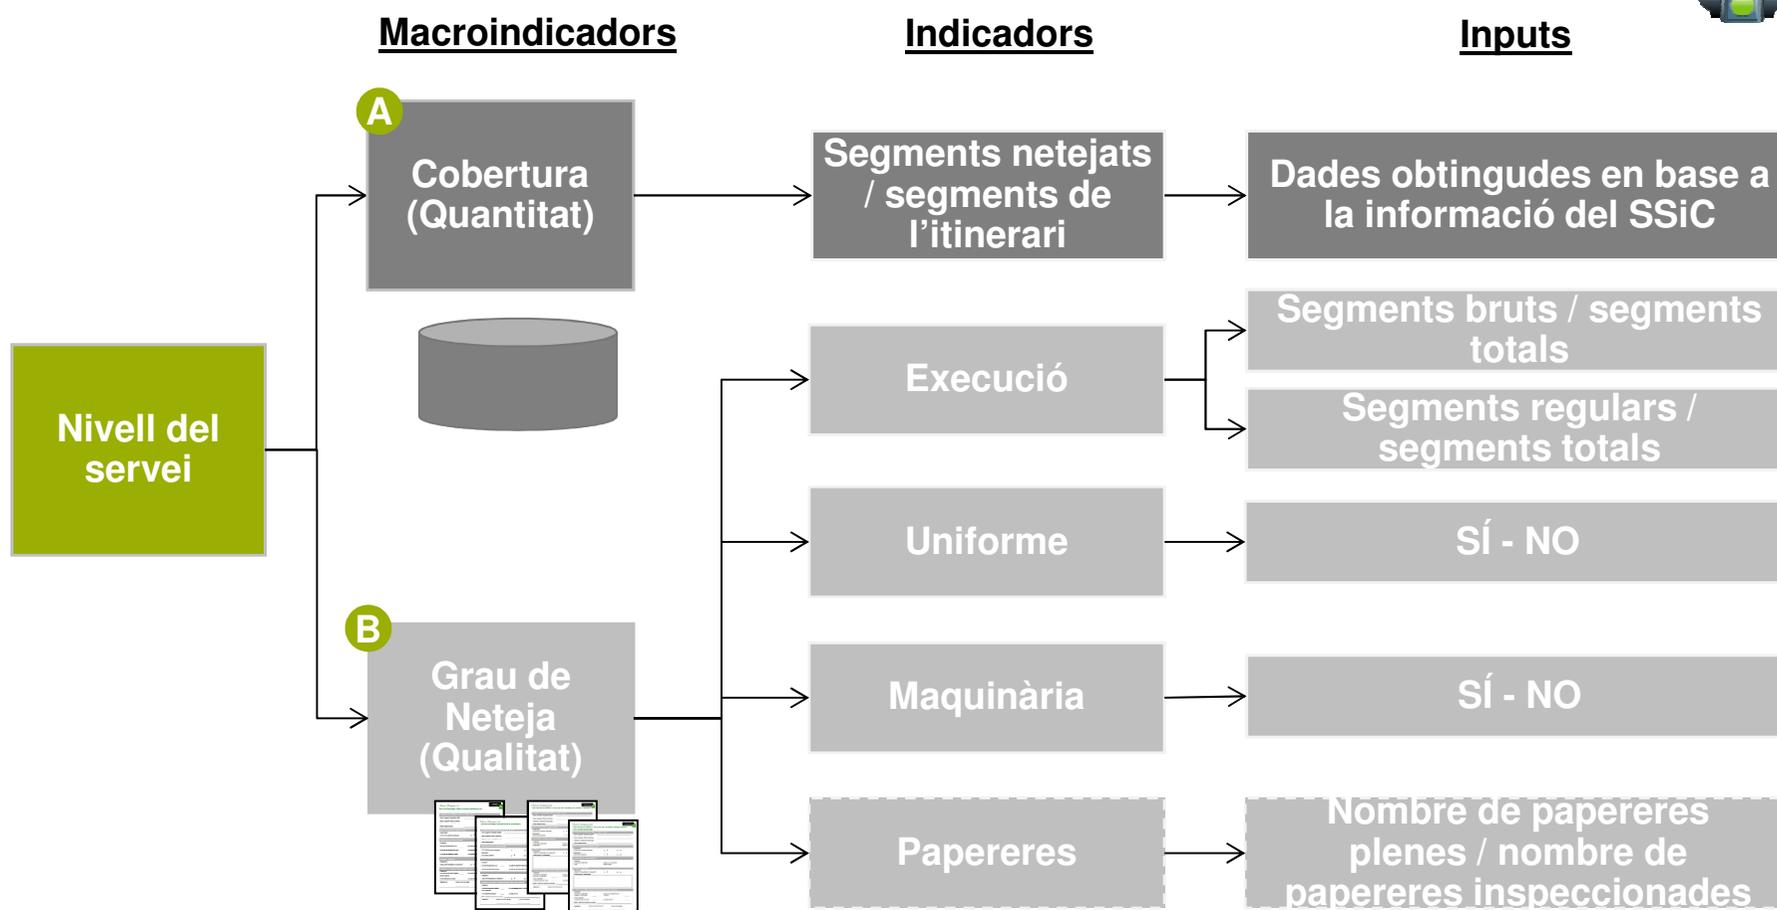 Macroindicadors
Indicadors
Inputs
A
Cobertura
(Quantitat)
Segments netejats
/ segments de
l'itinerari
Dades obtingudes en base a
la informació del SSiC
Nivell del
servei
Execució
Segments bruts / segments
totals
Segments regulars /
segments totals
Uniforme
SÍ - NO
B
Grau de
Neteja
(Qualitat)
Maquinària
SÍ - NO
Papereres
Nombre de papereres
plenes / nombre de
papereres inspeccionades